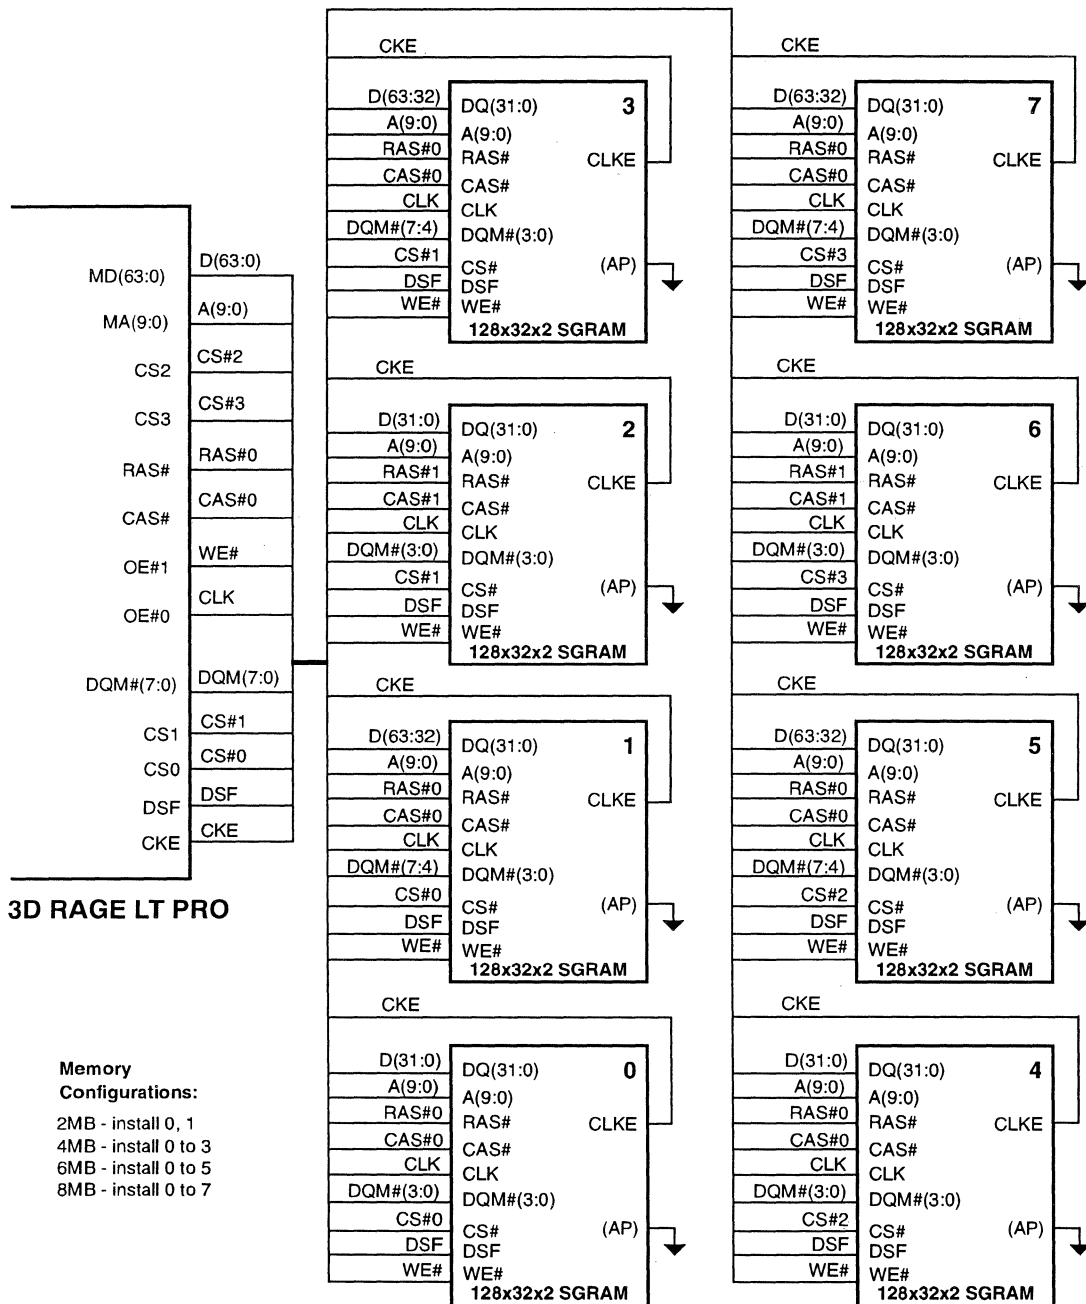 MD(63:0) D(63:0)
MA(9:0) A(9:0)
CS2 CS#2
CS3 CS#3
RAS# RAS#0
CAS# CAS#0
OE#1 WE#
OE#0 CLK
DQM#(7:0) DQM(7:0)
CS1 CS#1
CS0 CS#0
DSF DSF
CKE CKE
3D RAGE LT PRO
Memory
Configurations:
2MB - install 0, 1
4MB - install 0 to 3
6MB - install 0 to 5
8MB - install 0 to 7
CKE
D(63:32) DQ(31:0) 3
A(9:0) A(9:0)
RAS#0 RAS# CLKE
CAS#0 CAS#
CLK CLK
DQM#(7:4) DQM#(3:0)
CS#1 CS# (AP)
DSF DSF
WE# WE#
128x32x2 SGRAM
CKE
D(31:0) DQ(31:0) 2
A(9:0) A(9:0)
RAS#1 RAS# CLKE
CAS#1 CAS#
CLK CLK
DQM#(3:0) DQM#(3:0)
CS#1 CS# (AP)
DSF DSF
WE# WE#
128x32x2 SGRAM
CKE
D(63:32) DQ(31:0) 1
A(9:0) A(9:0)
RAS#0 RAS# CLKE
CAS#0 CAS#
CLK CLK
DQM#(7:4) DQM#(3:0)
CS#0 CS# (AP)
DSF DSF
WE# WE#
128x32x2 SGRAM
CKE
D(31:0) DQ(31:0) 0
A(9:0) A(9:0)
RAS#0 RAS# CLKE
CAS#0 CAS#
CLK CLK
DQM#(3:0) DQM#(3:0)
CS#0 CS# (AP)
DSF DSF
WE# WE#
128x32x2 SGRAM
CKE
D(63:32) DQ(31:0) 7
A(9:0) A(9:0)
RAS#0 RAS# CLKE
CAS#0 CAS#
CLK CLK
DQM#(7:4) DQM#(3:0)
CS#3 CS# (AP)
DSF DSF
WE# WE#
128x32x2 SGRAM
CKE
D(31:0) DQ(31:0) 6
A(9:0) A(9:0)
RAS#1 RAS# CLKE
CAS#1 CAS#
CLK CLK
DQM#(3:0) DQM#(3:0)
CS#3 CS# (AP)
DSF DSF
WE# WE#
128x32x2 SGRAM
CKE
D(63:32) DQ(31:0) 5
A(9:0) A(9:0)
RAS#0 RAS# CLKE
CAS#0 CAS#
CLK CLK
DQM#(7:4) DQM#(3:0)
CS#2 CS# (AP)
DSF DSF
WE# WE#
128x32x2 SGRAM
CKE
D(31:0) DQ(31:0) 4
A(9:0) A(9:0)
RAS#0 RAS# CLKE
CAS#0 CAS#
CLK CLK
DQM#(3:0) DQM#(3:0)
CS#2 CS# (AP)
DSF DSF
WE# WE#
128x32x2 SGRAM